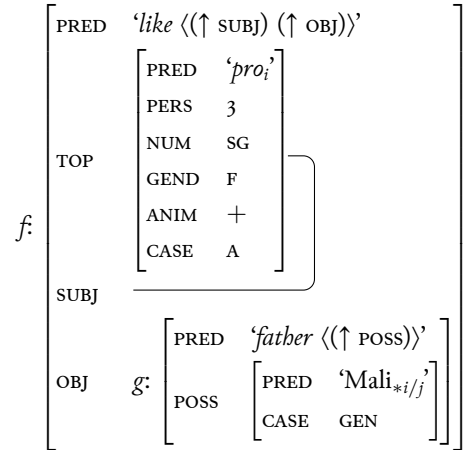 PRED ‘like ⟨(↑ SUBJ) (↑ OBJ)⟩’
PRED ‘proᵢ’
PERS 3
NUM SG
TOP
GEND F
ANIM +
f:
CASE A
SUBJ
PRED ‘father ⟨(↑ POSS)⟩’
OBJ g:
PRED ‘Mali∗i/j’
POSS
CASE GEN